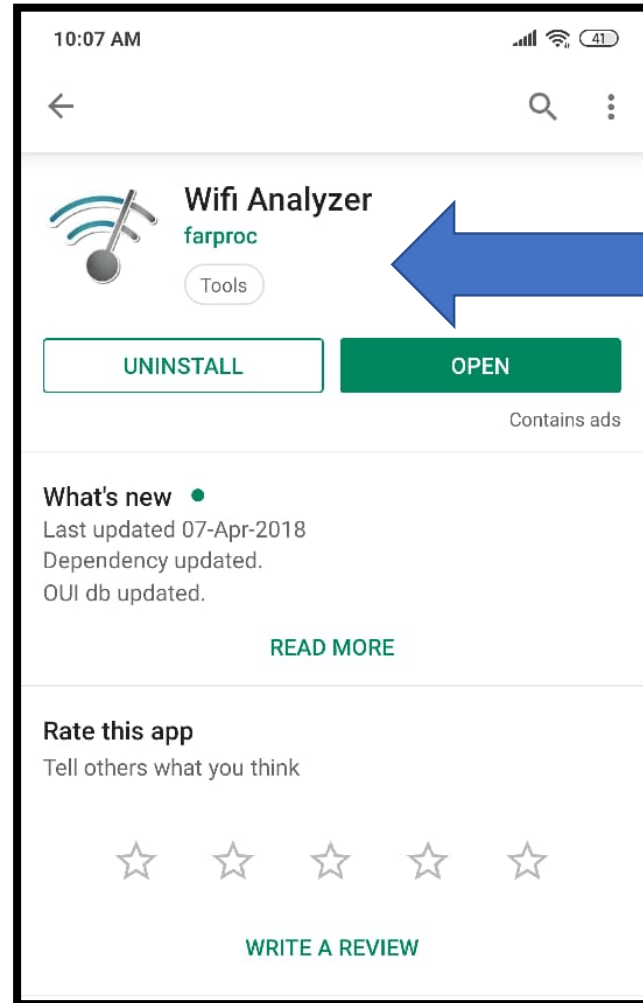 10:07 AM
41
Wifi Analyzer
farproc
Tools
UNINSTALL
OPEN
Contains ads
What's new
Last updated 07-Apr-2018
Dependency updated.
OUI db updated.
READ MORE
Rate this app
Tell others what you think
WRITE A REVIEW